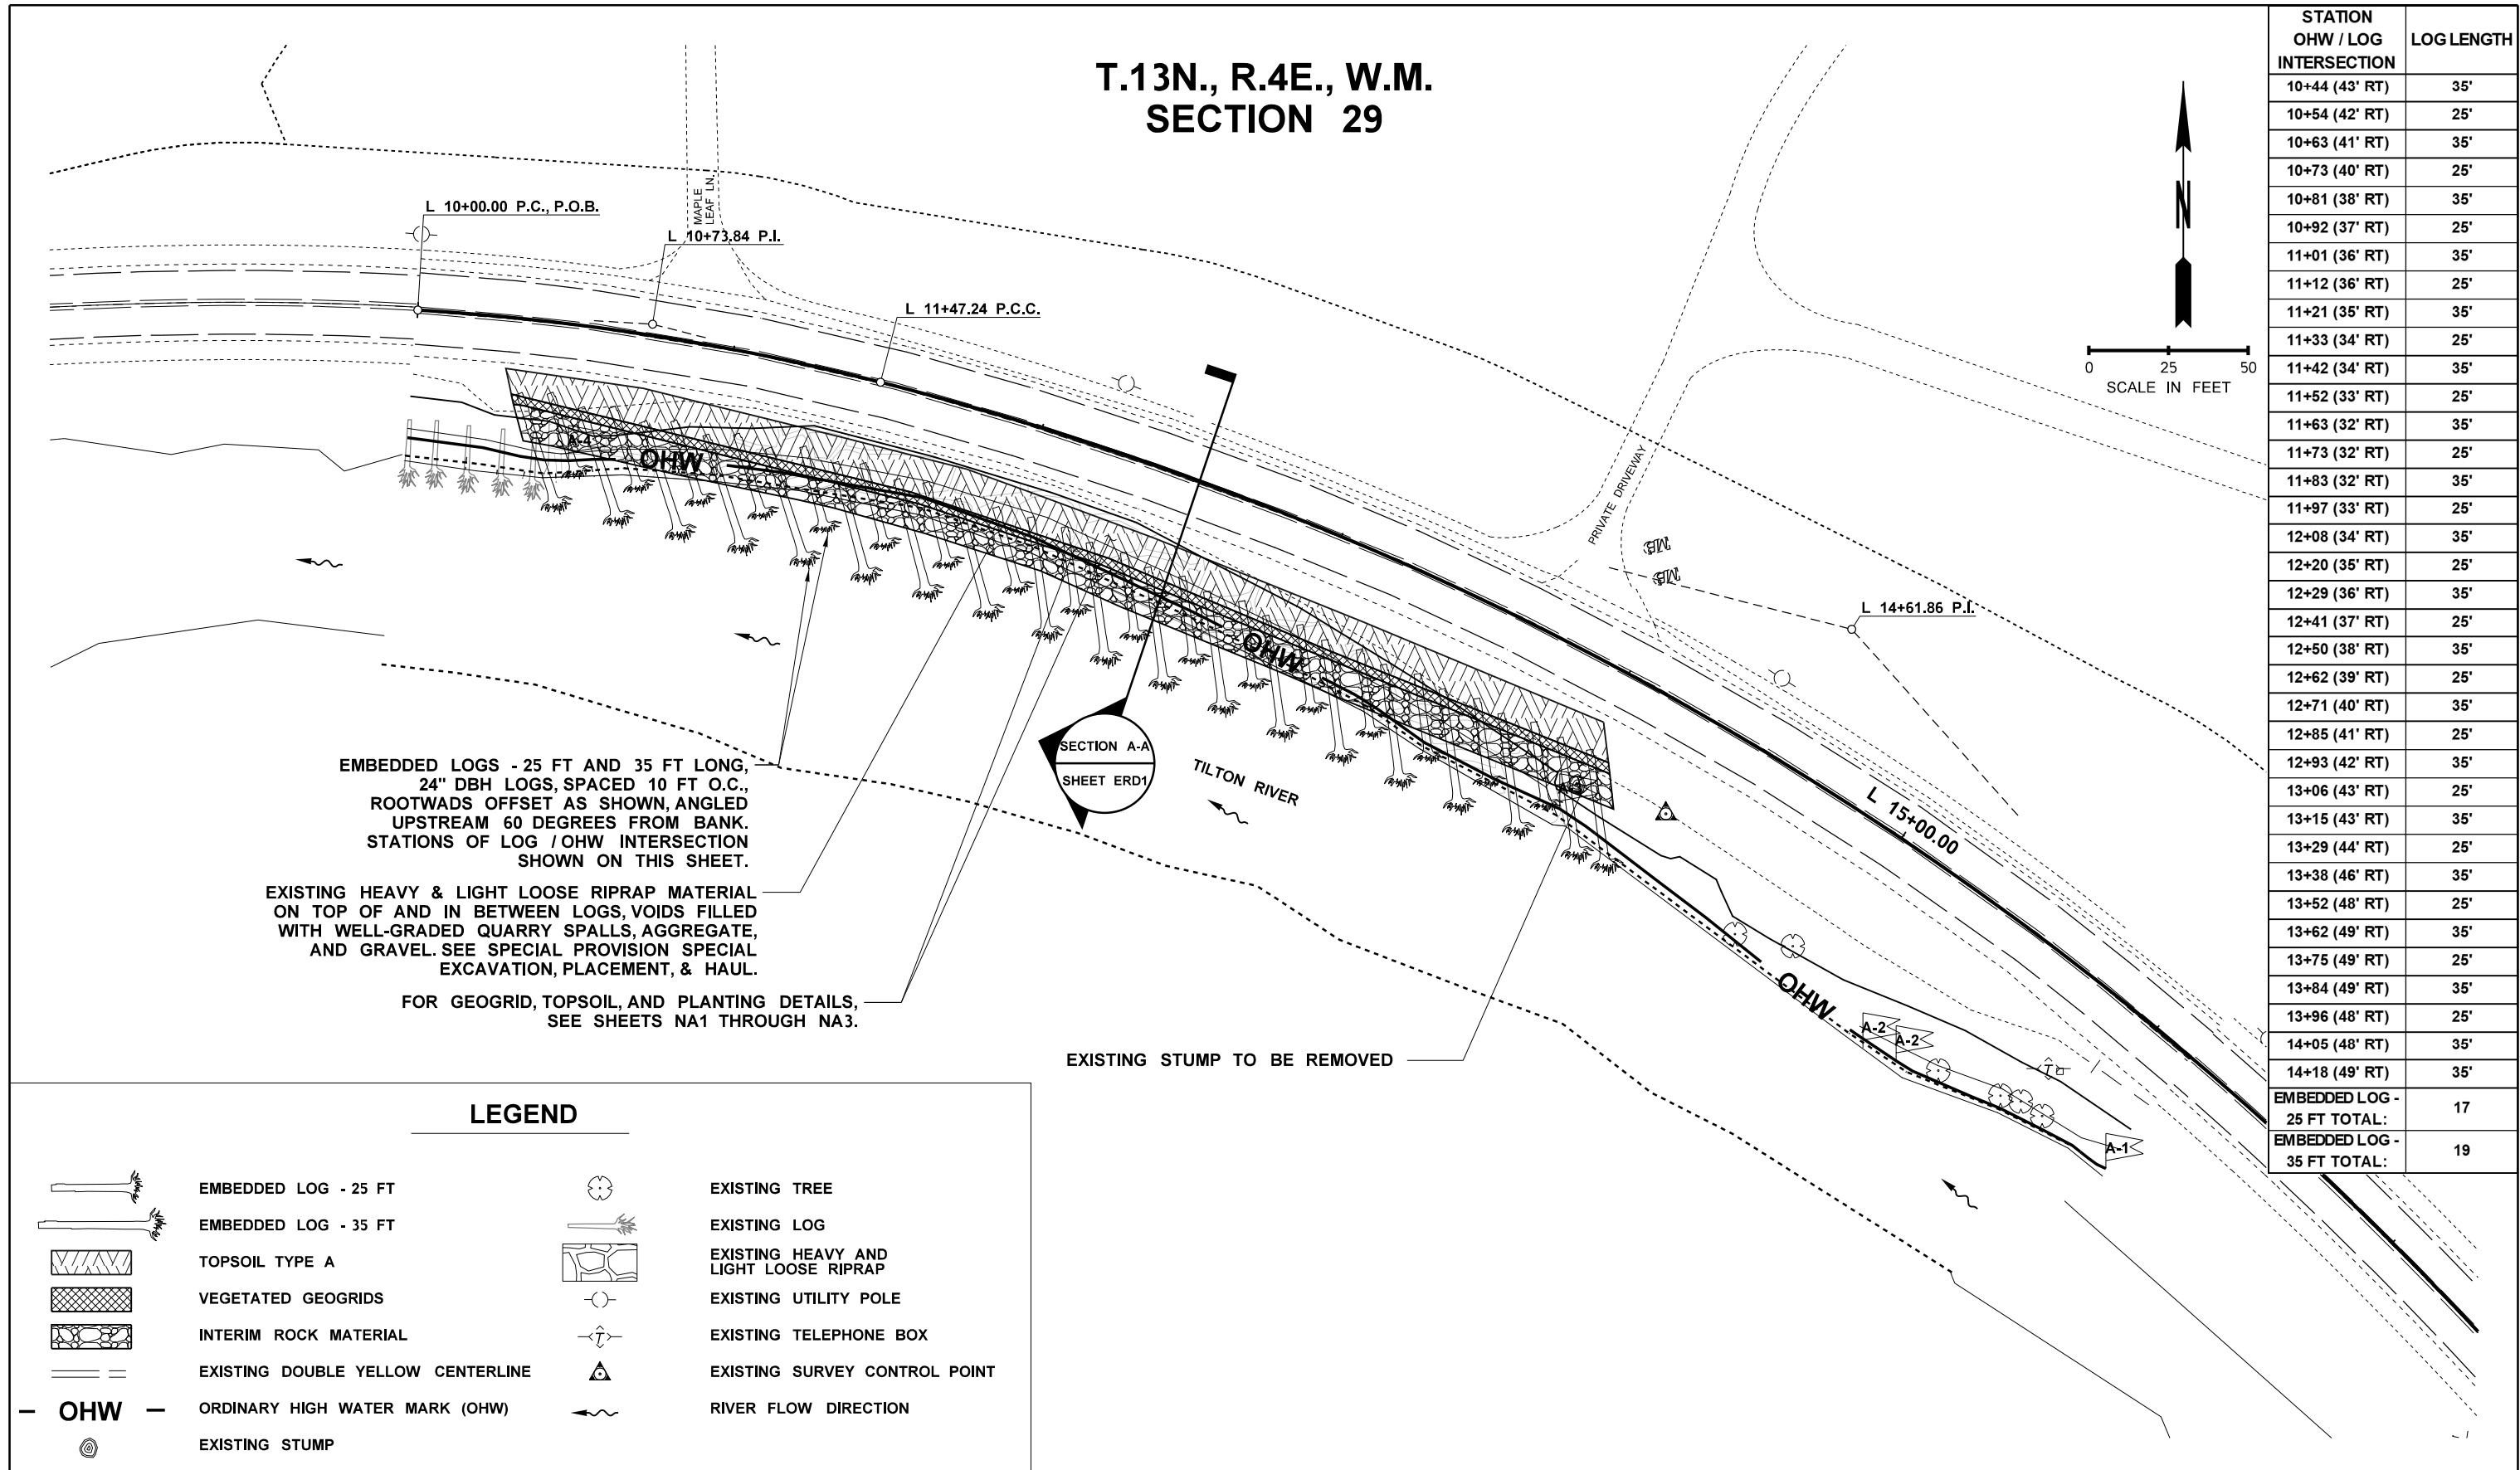 T.13N., R.4E., W.M.
SECTION 29
L 10+00.00 P.C., P.O.B.
MAPLE
LEAF LN.
L 10+73.84 P.I.
L 11+47.24 P.C.C.
N
0 25 50
SCALE IN FEET
A-4
OHW
PRIVATE DRIVEWAY
MB
MB
L 14+61.86 P.I.
OHW
SECTION A-A
SHEET ERD1
TILTON RIVER
L 15+00.00
EMBEDDED LOGS - 25 FT AND 35 FT LONG,
24" DBH LOGS, SPACED 10 FT O.C.,
ROOTWADS OFFSET AS SHOWN, ANGLED
UPSTREAM 60 DEGREES FROM BANK.
STATIONS OF LOG / OHW INTERSECTION
SHOWN ON THIS SHEET.
EXISTING HEAVY & LIGHT LOOSE RIPRAP MATERIAL
ON TOP OF AND IN BETWEEN LOGS, VOIDS FILLED
WITH WELL-GRADED QUARRY SPALLS, AGGREGATE,
AND GRAVEL. SEE SPECIAL PROVISION SPECIAL
EXCAVATION, PLACEMENT, & HAUL.
FOR GEOGRID, TOPSOIL, AND PLANTING DETAILS,
SEE SHEETS NA1 THROUGH NA3.
EXISTING STUMP TO BE REMOVED
OHW
A-2
A-2
T
A-1
STATION
OHW / LOG
INTERSECTION
LOG LENGTH
10+44 (43' RT) 35'
10+54 (42' RT) 25'
10+63 (41' RT) 35'
10+73 (40' RT) 25'
10+81 (38' RT) 35'
10+92 (37' RT) 25'
11+01 (36' RT) 35'
11+12 (36' RT) 25'
11+21 (35' RT) 35'
11+33 (34' RT) 25'
11+42 (34' RT) 35'
11+52 (33' RT) 25'
11+63 (32' RT) 35'
11+73 (32' RT) 25'
11+83 (32' RT) 35'
11+97 (33' RT) 25'
12+08 (34' RT) 35'
12+20 (35' RT) 25'
12+29 (36' RT) 35'
12+41 (37' RT) 25'
12+50 (38' RT) 35'
12+62 (39' RT) 25'
12+71 (40' RT) 35'
12+85 (41' RT) 25'
12+93 (42' RT) 35'
13+06 (43' RT) 25'
13+15 (43' RT) 35'
13+29 (44' RT) 25'
13+38 (46' RT) 35'
13+52 (48' RT) 25'
13+62 (49' RT) 35'
13+75 (49' RT) 25'
13+84 (49' RT) 35'
13+96 (48' RT) 25'
14+05 (48' RT) 35'
14+18 (49' RT) 35'
EMBEDDED LOG -
25 FT TOTAL: 17
EMBEDDED LOG -
35 FT TOTAL: 19
LEGEND
EMBEDDED LOG - 25 FT
EMBEDDED LOG - 35 FT
TOPSOIL TYPE A
VEGETATED GEOGRIDS
INTERIM ROCK MATERIAL
EXISTING DOUBLE YELLOW CENTERLINE
OHW ORDINARY HIGH WATER MARK (OHW)
EXISTING STUMP
EXISTING TREE
EXISTING LOG
EXISTING HEAVY AND
LIGHT LOOSE RIPRAP
EXISTING UTILITY POLE
T EXISTING TELEPHONE BOX
EXISTING SURVEY CONTROL POINT
RIVER FLOW DIRECTION